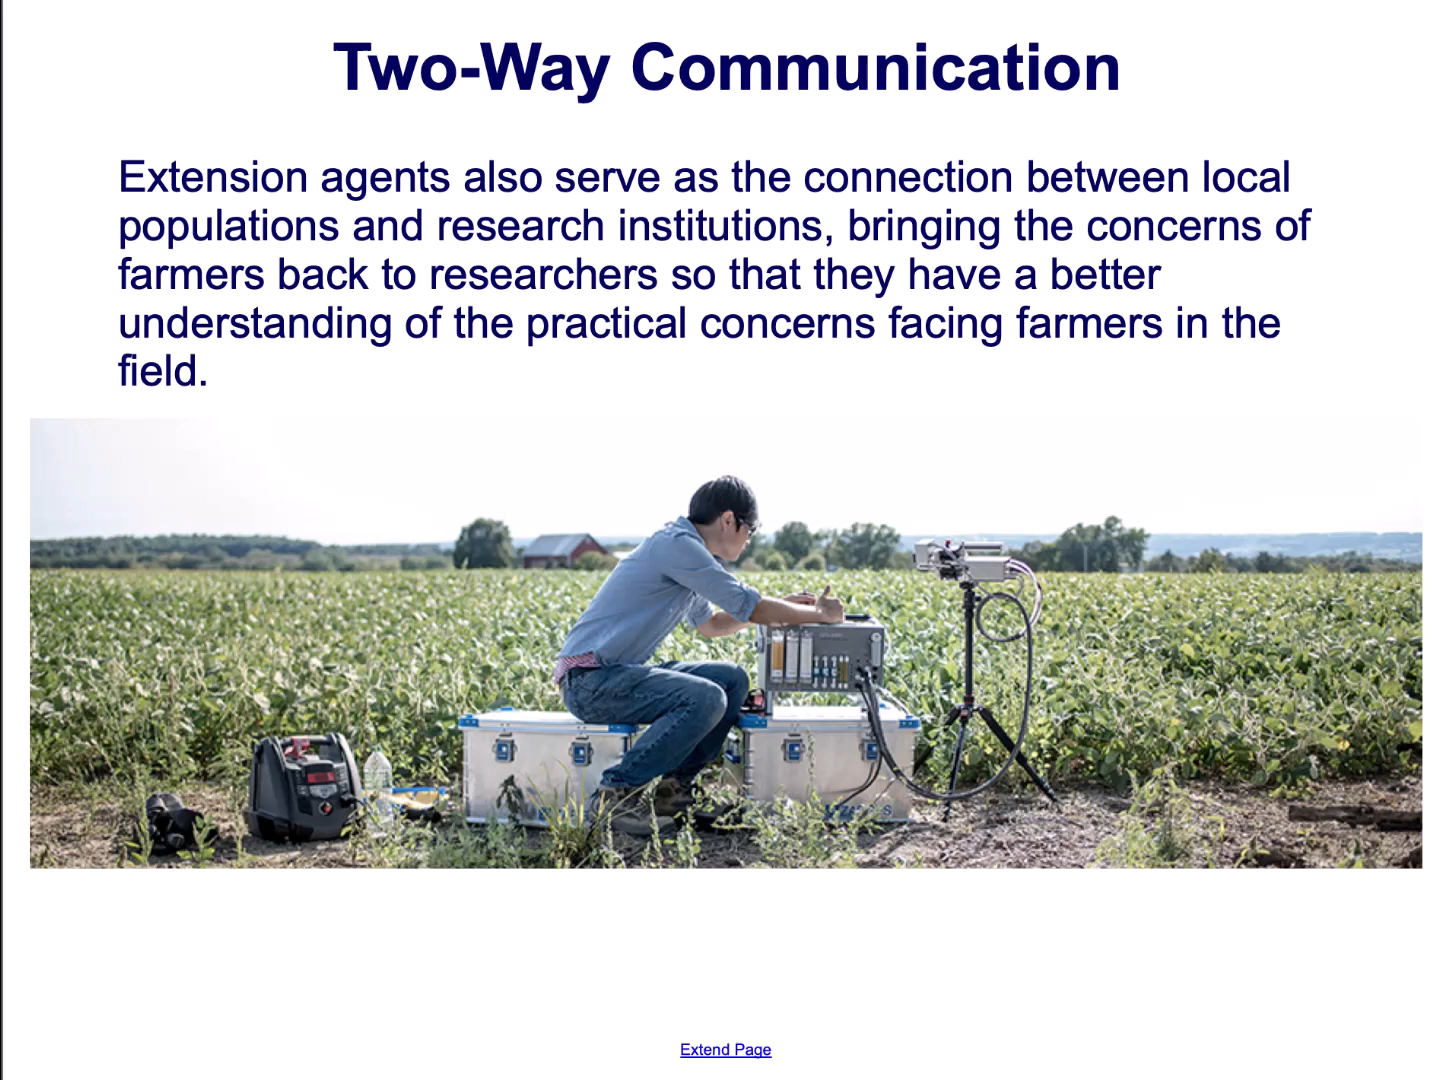 Two-Way Communication
Extension agents also serve as the connection between local
populations and research institutions, bringing the concerns of
farmers back to researchers so that they have a better
understanding of the practical concerns facing farmers in the
field.
Extend Page